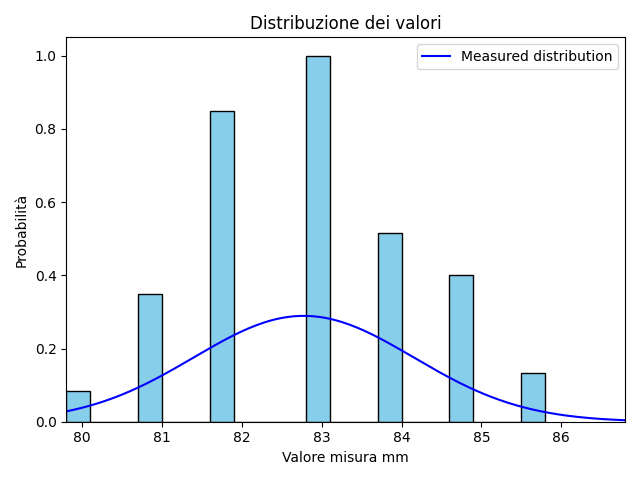 Distribuzione dei valori
Measured distribution
Probabilità
1.0
0.8
0.6
0.4
0.2
0.0
80 81 82 83 84 85 86
Valore misura mm